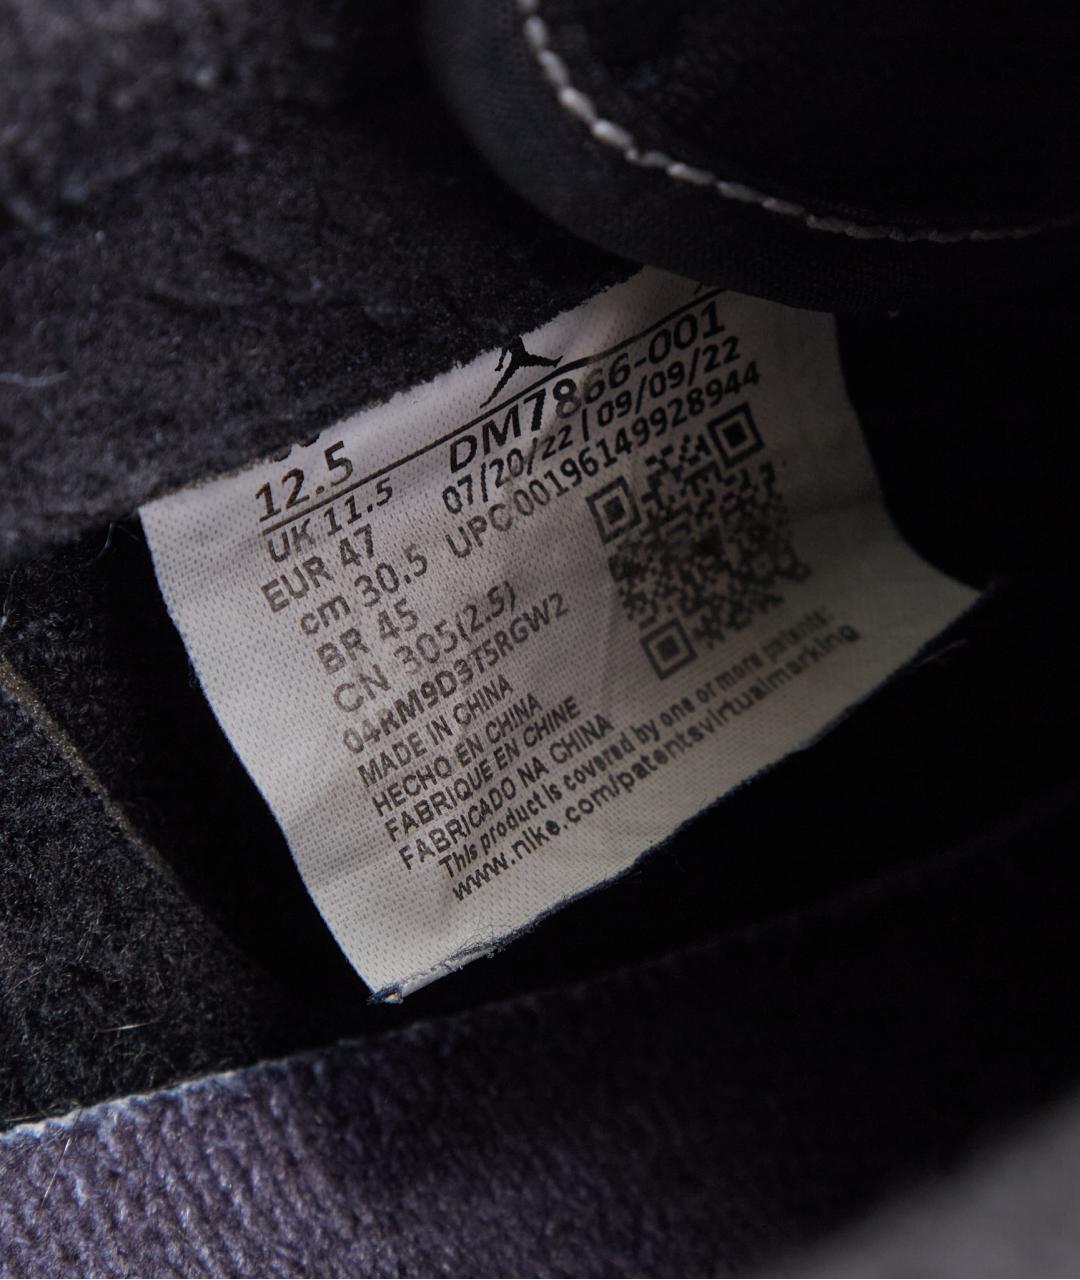 12.5
UK 11.5
EUR 47
cm 30.5
BR 45
CN 305(2.5)
DM7866-001
07/20/22 | 09/09/22
UPC:00196149928944
04KM9D3T5RGW2
MADE IN CHINA
HECHO EN CHINA
FABRIQUE EN CHINE
FABRICADO NA CHINA
This product is covered by one or more patents:
www.nike.com/patentsvirtualmarking